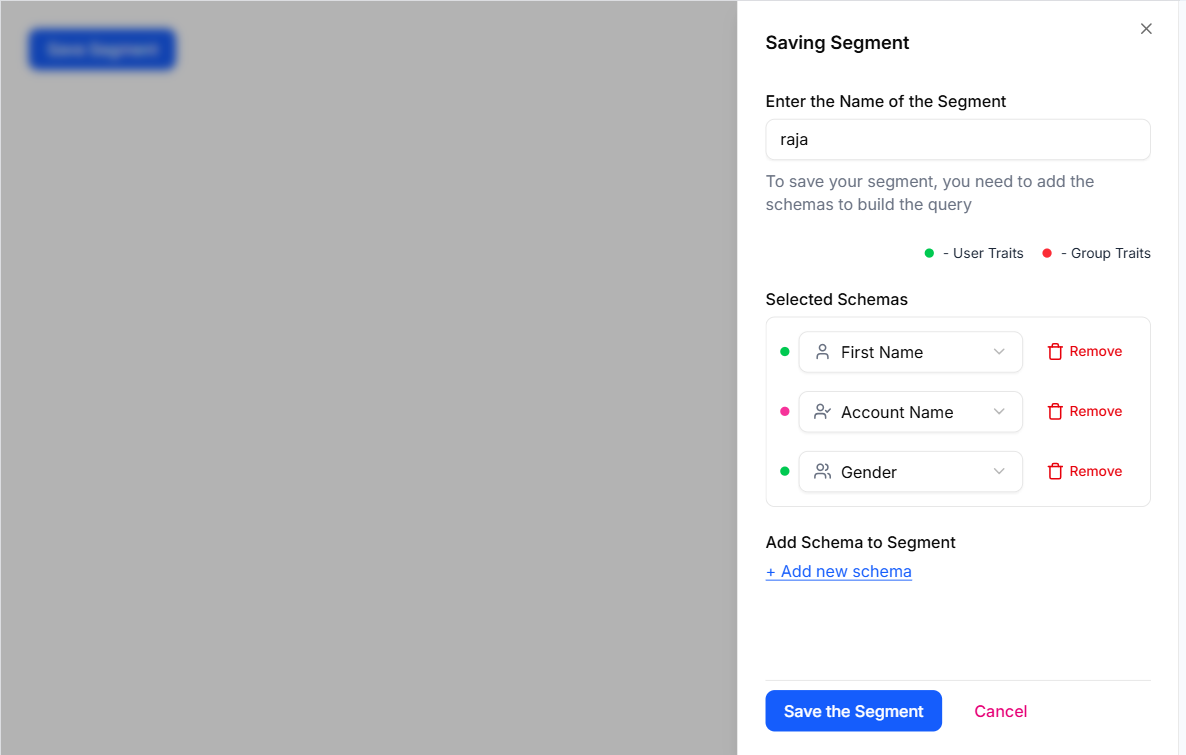 Save Segment
Saving Segment
Enter the Name of the Segment
raja
To save your segment, you need to add the
schemas to build the query
- User Traits - Group Traits
Selected Schemas
First Name Remove
Account Name Remove
Gender Remove
Add Schema to Segment
+ Add new schema
Save the Segment Cancel